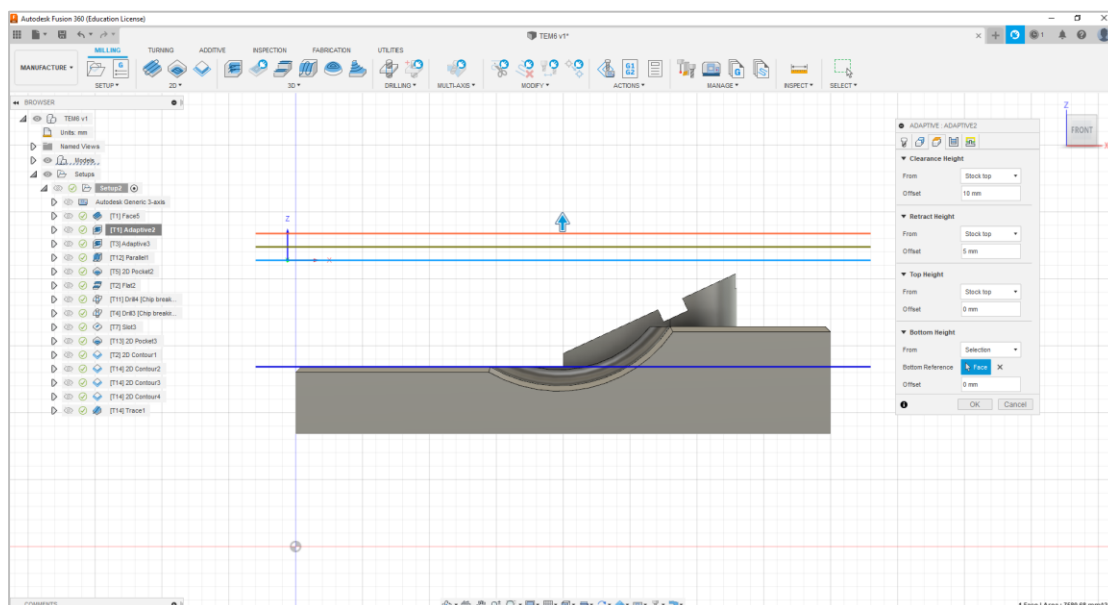 Autodesk Fusion 360 (Education License)
TEM6 v1*
1
MILLING TURNING ADDITIVE INSPECTION FABRICATION UTILITIES
MANUFACTURE
G
G1
G2
G
SETUP 2D 3D DRILLING MULTI-AXIS MODIFY ACTIONS MANAGE INSPECT SELECT
BROWSER
TEM6 v1
Units: mm
Named Views
Models
Setups
Setup2
Autodesk Generic 3-axis
[T1] Face5
[T1] Adaptive2
[T3] Adaptive3
[T12] Parallel1
[T5] 2D Pocket2
[T2] Flat2
[T11] Drill4 (Chip break...
[T4] Drill3 (Chip breakin...
[T7] Slot3
[T13] 2D Pocket3
[T2] 2D Contour1
[T14] 2D Contour2
[T14] 2D Contour3
[T14] 2D Contour4
[T14] Trace1
Z
X
Z
FRONT
X
ADAPTIVE : ADAPTIVE2
Clearance Height
From Stock top
Offset 10 mm
Retract Height
From Stock top
Offset 5 mm
Top Height
From Stock top
Offset 0 mm
Bottom Height
From Selection
Bottom Reference Face
Offset 0 mm
OK Cancel
COMMENTS